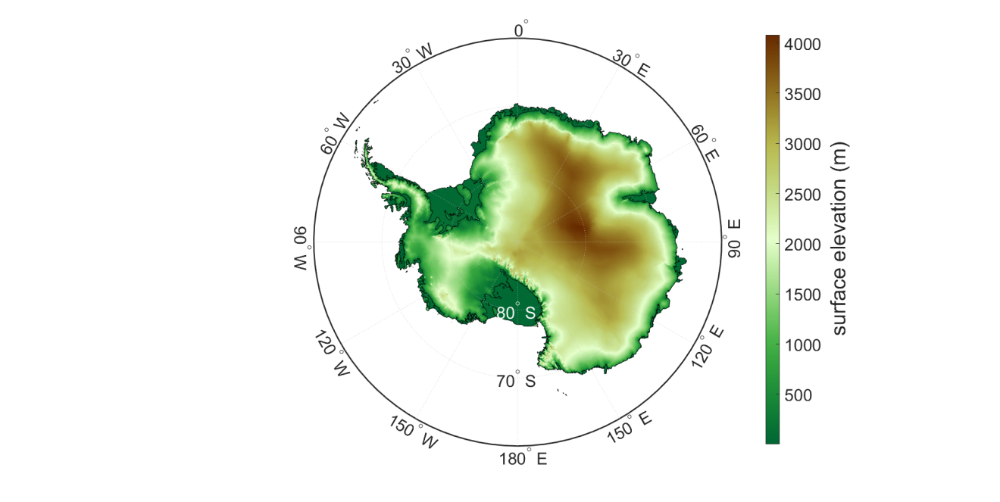 0°
30° W
30° E
60° W
60° E
90° W
90° E
80° S
70° S
120° W
120° E
150° W
150° E
180° E
4000
3500
3000
2500
2000
1500
1000
500
surface elevation (m)